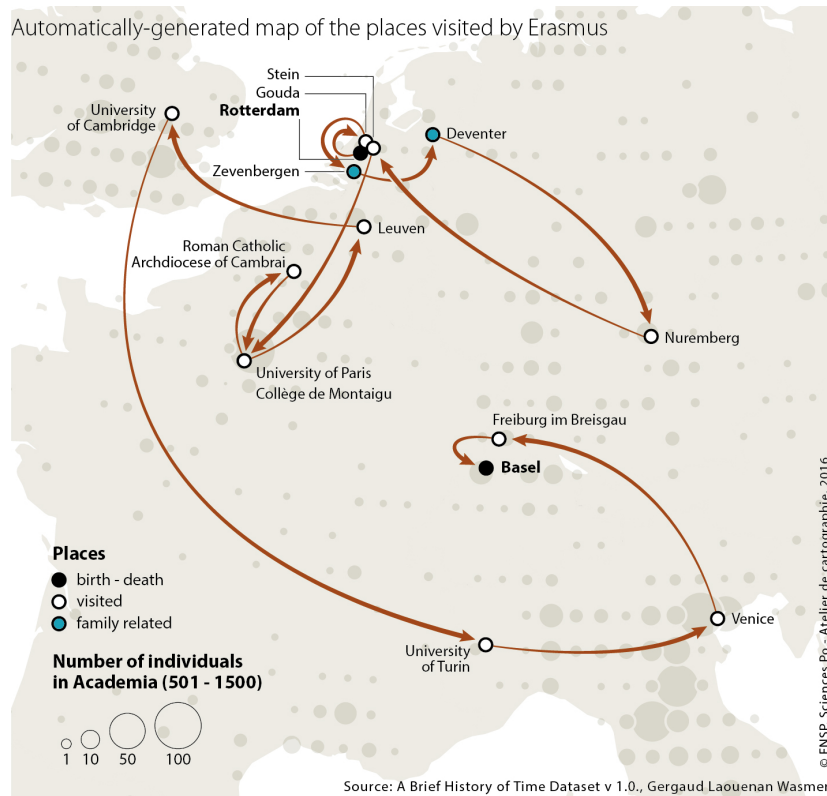 Automatically-generated map of the places visited by Erasmus
Stein
Gouda
Rotterdam
University
of Cambridge
Deventer
Zevenbergen
Leuven
Roman Catholic
Archdiocese of Cambrai
Nuremberg
University of Paris
Collège de Montaigu
Freiburg im Breisgau
Basel
Venice
University
of Turin
Places
birth - death
visited
family related
Number of individuals
in Academia (501 - 1500)
1 10 50 100
© FNSP. Sciences Po - Atelier de cartographie, 2016
Source: A Brief History of Time Dataset v 1.0., Gergaud Laouenan Wasmer